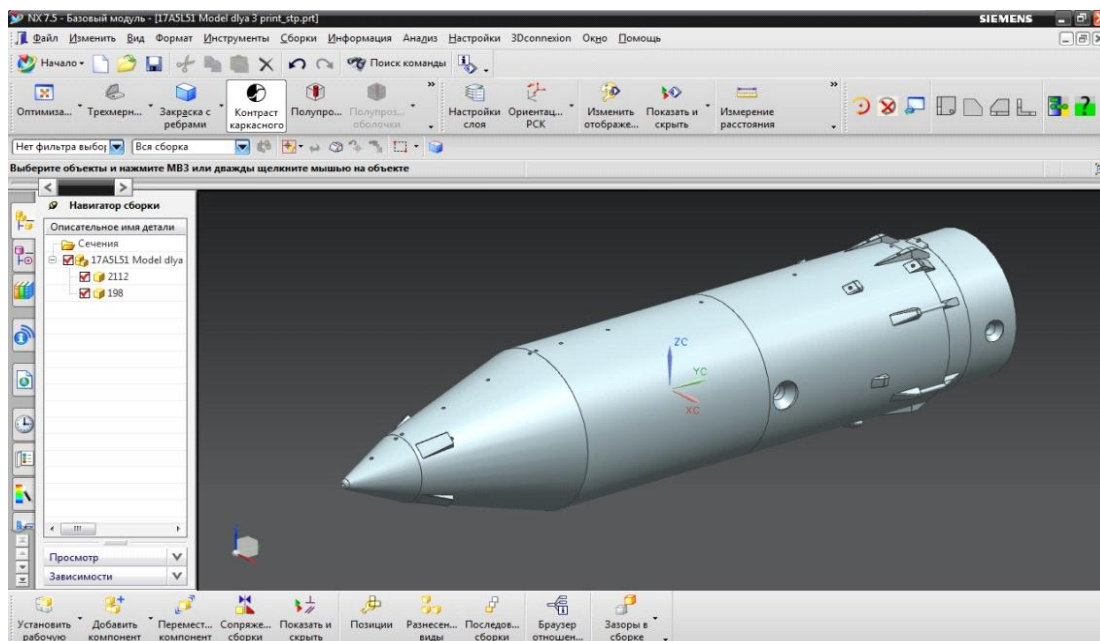 NX 7.5 - Базовый модуль - [17A5L51 Model dlya 3 print_stp.prt]
SIEMENS
Файл Изменить Вид Формат Инструменты Сборки Информация Анализ Настройки 3Dconnexion Окно Помощь
Начало Поиск команды
Оптимиза... Трехмерн... Закраска с ребрами Контраст каркасного Полупро... Полупроз... оболочки Настройки слоя Ориентац... РСК Изменить отображе... Показать и скрыть Измерение расстояния
Нет фильтра выбор Вся сборка
Выберите объекты и нажмите МВ3 или дважды щелкните мышью на объекте
Навигатор сборки
Описательное имя детали
Сечения
17A5L51 Model dlya
2112
198
ZC
YC
XC
Просмотр
Зависимости
Установить рабочую Добавить компонент Перемест... компонент Сопряже... сборки Показать и скрыть Позиции Разнесен... виды Последов... сборки Браузер отношен... Зазоры в сборке